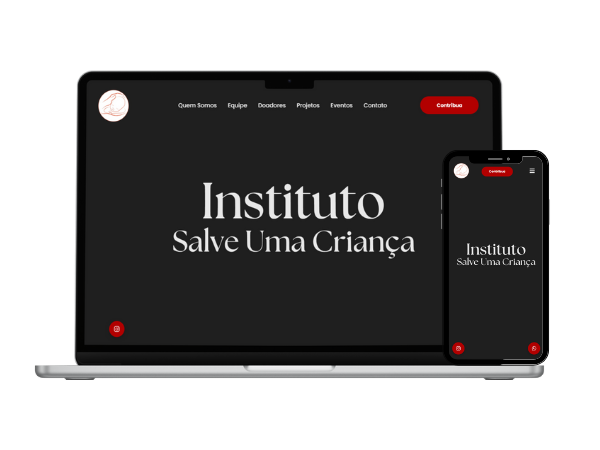 Quem Somos Equipe Doadores Projetos Eventos Contato Contribua
Instituto
Salve Uma Criança
Contribua
Instituto
Salve Uma Criança